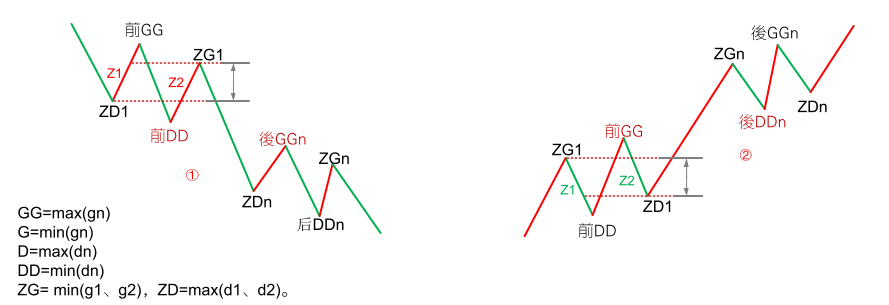 前GG
Z1
Z2
ZG1
ZD1
前DD
後GGn
ZGn
①
ZDn
后DDn
GG=max(gn)
G=min(gn)
D=max(dn)
DD=min(dn)
ZG= min(g1、g2)，ZD=max(d1、d2)。
後GGn
ZGn
ZDn
後DDn
前GG
ZG1
②
Z1
Z2
ZD1
前DD